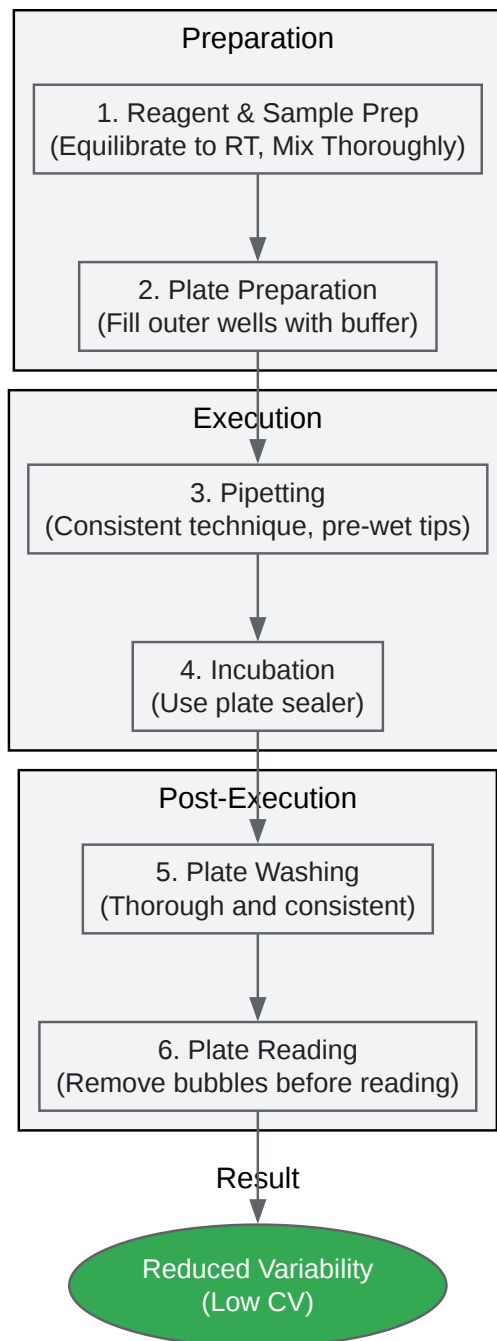 Preparation
1. Reagent & Sample Prep
(Equilibrate to RT, Mix Thoroughly)
2. Plate Preparation
(Fill outer wells with buffer)
Execution
3. Pipetting
(Consistent technique, pre-wet tips)
4. Incubation
(Use plate sealer)
Post-Execution
5. Plate Washing
(Thorough and consistent)
6. Plate Reading
(Remove bubbles before reading)
Result
Reduced Variability
(Low CV)